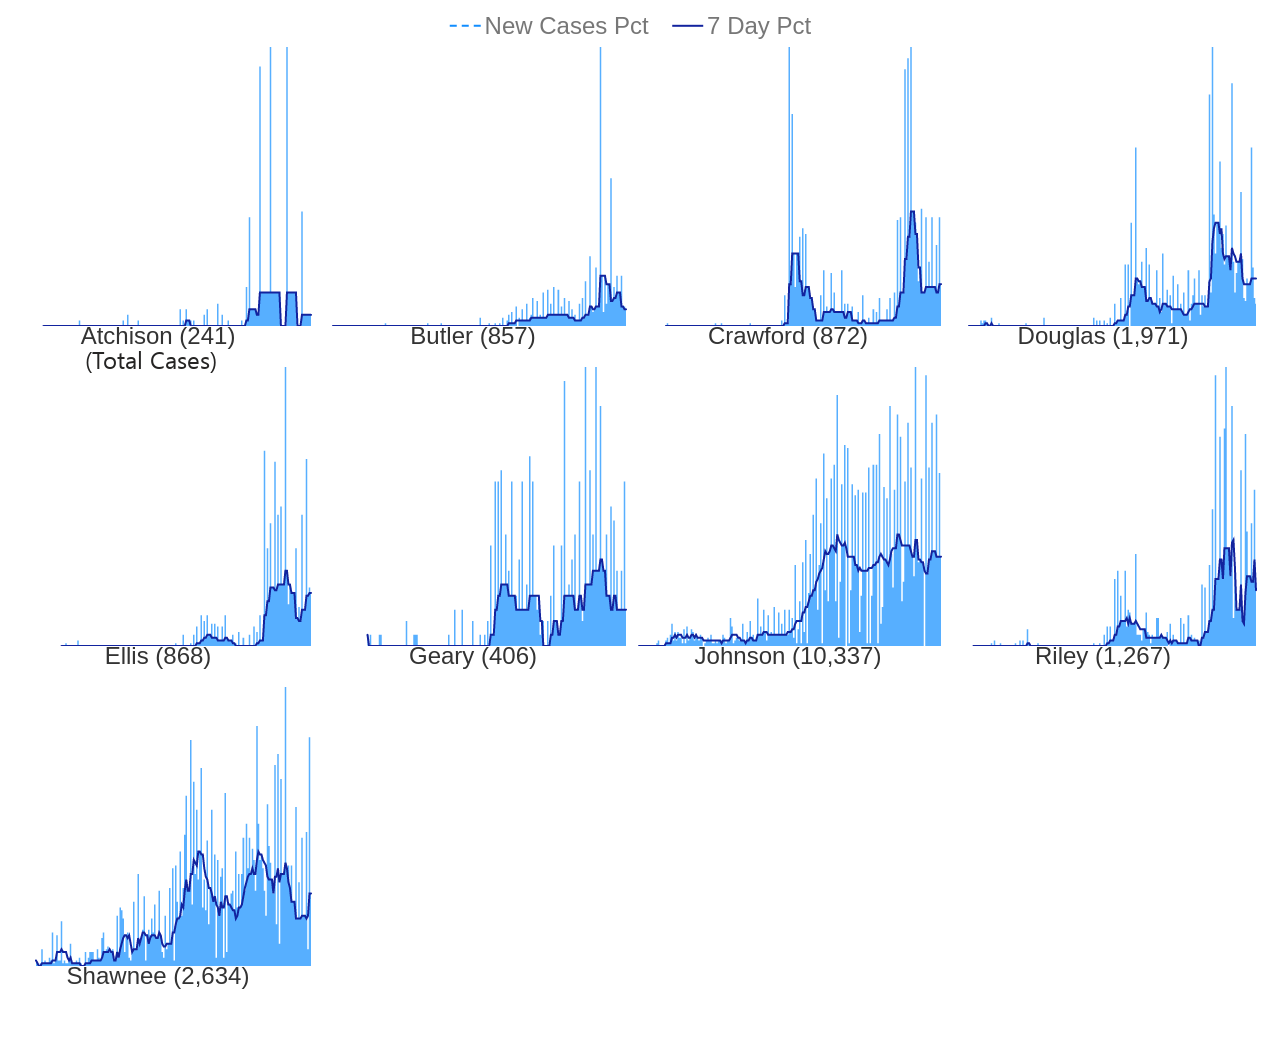 New Cases Pct 7 Day Pct
Atchison (241) Butler (857) Crawford (872) Douglas (1,971)
(Total Cases)
Ellis (868) Geary (406) Johnson (10,337) Riley (1,267)
Shawnee (2,634)